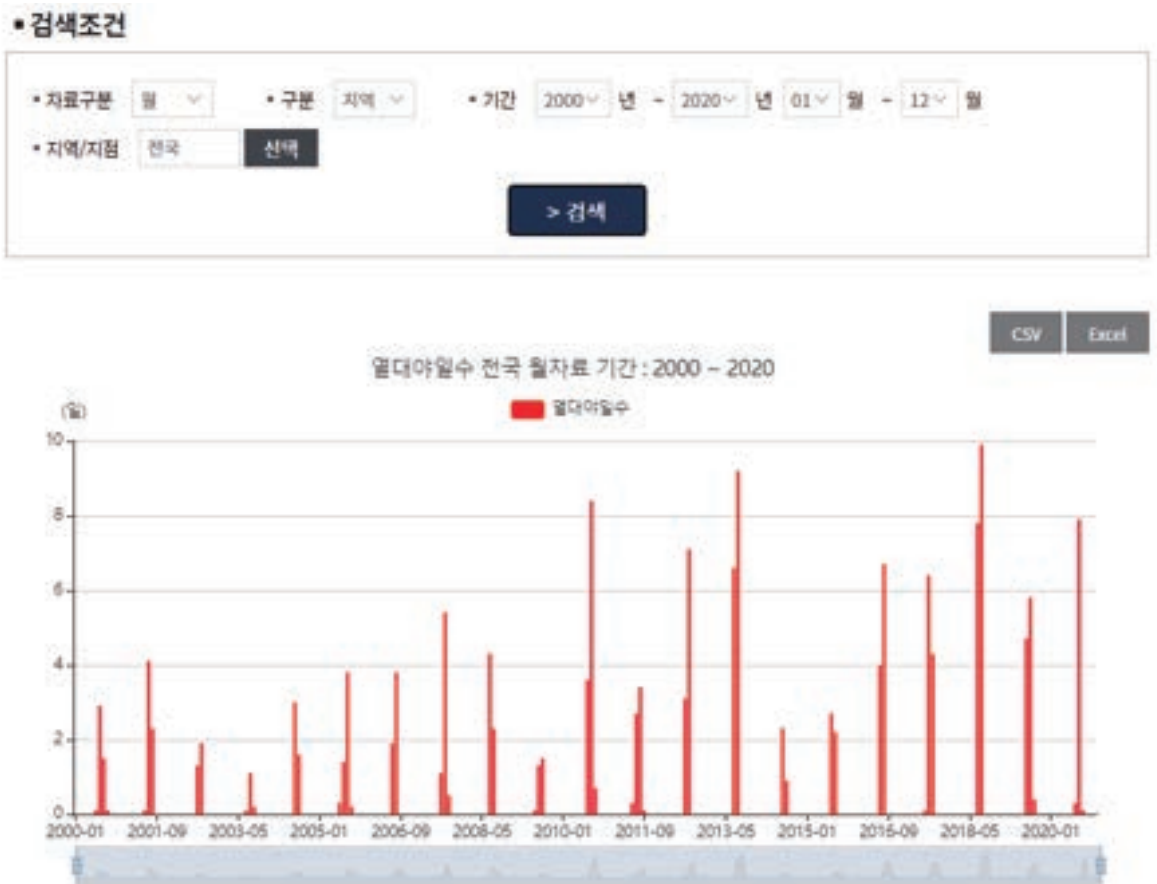 ▪ 검색조건
• 자료구분 월 • 구분 지역 • 기간 2000 년 ~ 2020 년 01 월 ~ 12 월
• 지역/지점 전국 선택
> 검색
CSV Excel
열대야일수 전국 월자료 기간 : 2000 ~ 2020
(일) 열대야일수
10
8
6
4
2
0
2000-01 2001-09 2003-05 2005-01 2006-09 2008-05 2010-01 2011-09 2013-05 2015-01 2016-09 2018-05 2020-01